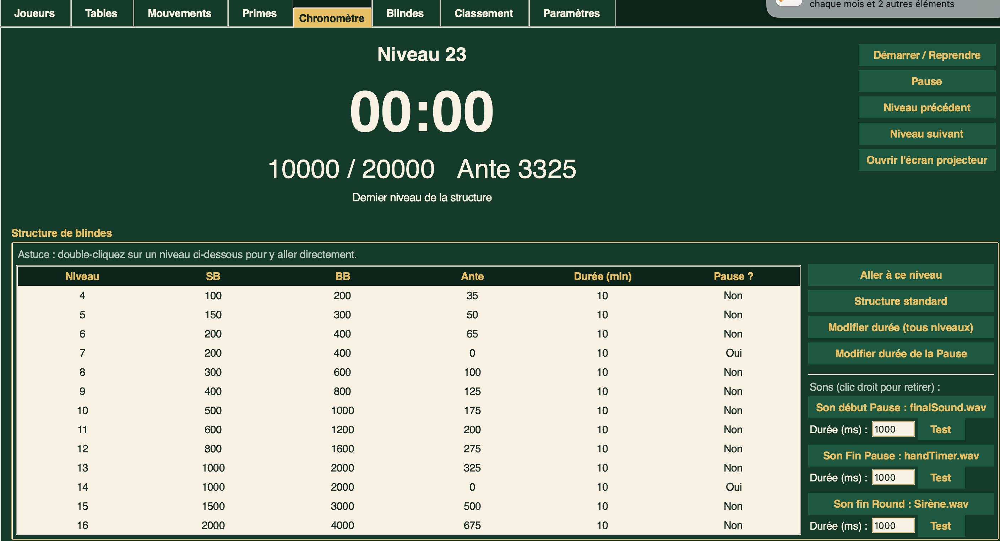 Joueurs Tables Mouvements Primes Chronomètre Blindes Classement Paramètres
chaque mois et 2 autres éléments
Niveau 23
00:00
10000 / 20000 Ante 3325
Dernier niveau de la structure
Démarrer / Reprendre
Pause
Niveau précédent
Niveau suivant
Ouvrir l'écran projecteur
Structure de blindes
Astuce : double-cliquez sur un niveau ci-dessous pour y aller directement.
Niveau SB BB Ante Durée (min) Pause ?
4 100 200 35 10 Non
5 150 300 50 10 Non
6 200 400 65 10 Non
7 200 400 0 10 Oui
8 300 600 100 10 Non
9 400 800 125 10 Non
10 500 1000 175 10 Non
11 600 1200 200 10 Non
12 800 1600 275 10 Non
13 1000 2000 325 10 Non
14 1000 2000 0 10 Oui
15 1500 3000 500 10 Non
16 2000 4000 675 10 Non
Aller à ce niveau
Structure standard
Modifier durée (tous niveaux)
Modifier durée de la Pause
Sons (clic droit pour retirer) :
Son début Pause : finalSound.wav
Durée (ms) : 1000 Test
Son Fin Pause : handTimer.wav
Durée (ms) : 1000 Test
Son fin Round : Sirène.wav
Durée (ms) : 1000 Test